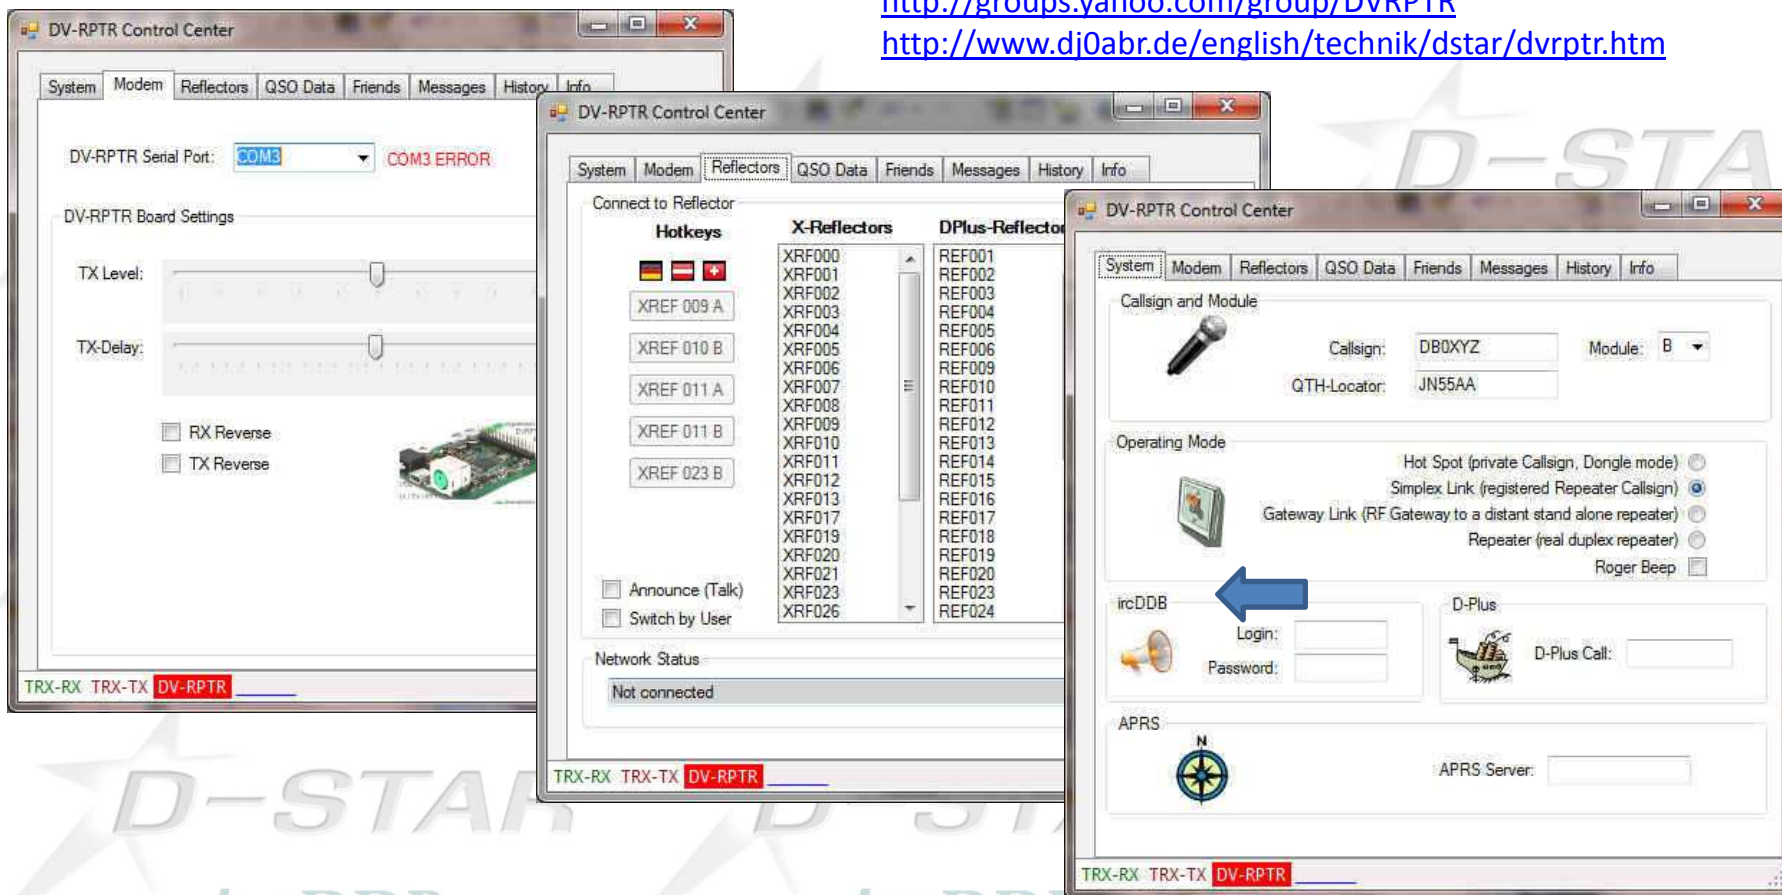 http://groups.yahoo.com/group/DVRPTR
http://www.dj0abr.de/english/technik/dstar/dvrptr.htm
DV-RPTR Control Center
System Modem Reflectors QSO Data Friends Messages History Info
DV-RPTR Serial Port: COM3 COM3 ERROR
DV-RPTR Board Settings
TX Level:
TX-Delay:
RX Reverse
TX Reverse
TRX-RX TRX-TX DV-RPTR
DV-RPTR Control Center
System Modem Reflectors QSO Data Friends Messages History Info
Connect to Reflector
Hotkeys
XREF 009 A
XREF 010 B
XREF 011 A
XREF 011 B
XREF 023 B
Announce (Talk)
Switch by User
X-Reflectors
XRF000
XRF001
XRF002
XRF003
XRF004
XRF005
XRF006
XRF007
XRF008
XRF009
XRF010
XRF011
XRF012
XRF013
XRF017
XRF019
XRF020
XRF021
XRF023
XRF026
DPlus-Reflector
REF001
REF002
REF003
REF004
REF005
REF006
REF009
REF010
REF011
REF012
REF013
REF014
REF015
REF016
REF017
REF018
REF019
REF020
REF023
REF024
Network Status
Not connected
TRX-RX TRX-TX DV-RPTR
DV-RPTR Control Center
System Modem Reflectors QSO Data Friends Messages History Info
Callsign and Module
Callsign: DB0XYZ Module: B
QTH-Locator: JN55AA
Operating Mode
Hot Spot (private Callsign, Dongle mode)
Simplex Link (registered Repeater Callsign)
Gateway Link (RF Gateway to a distant stand alone repeater)
Repeater (real duplex repeater)
Roger Beep
ircDDB
Login:
Password:
D-Plus
D-Plus Call:
APRS
N
APRS Server:
TRX-RX TRX-TX DV-RPTR
D-STA
D-STAR
D-ST